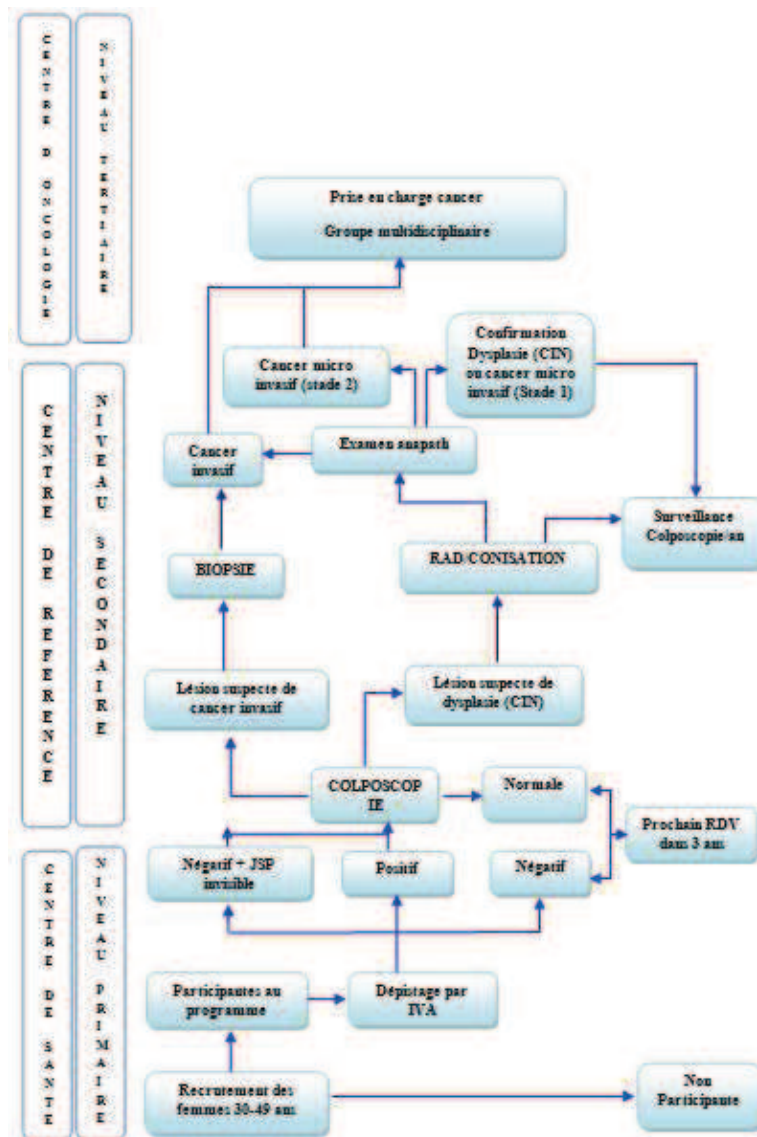 CENTRE D ONCOLOGIE
NIVEAU TERTIAIRE
Prise en charge cancer
Groupe multidisciplinaire
Confirmation
Dysplasie (CIN)
ou cancer micro
invasif (Stade 1)
Cancer micro
invasif (stade 2)
CENTRE DE REFERENCE
NIVEAU SECONDAIRE
Cancer
invasif
Examen anapath
Surveillance
Colposcopie/an
BIOPSIE
RAD/CONISATION
Lésion suspecte de
cancer invasif
Lésion suspecte de
dysplasie (CIN)
COLPOSCOP
IE
Normale
Prochain RDV
dans 3 ans
CENTRE DE SANTE
NIVEAU PRIMAIRE
Négatif + JSP
invisible
Positif
Négatif
Participantes au
programme
Dépistage par
IVA
Recrutement des
femmes 30-49 ans
Non
Participante